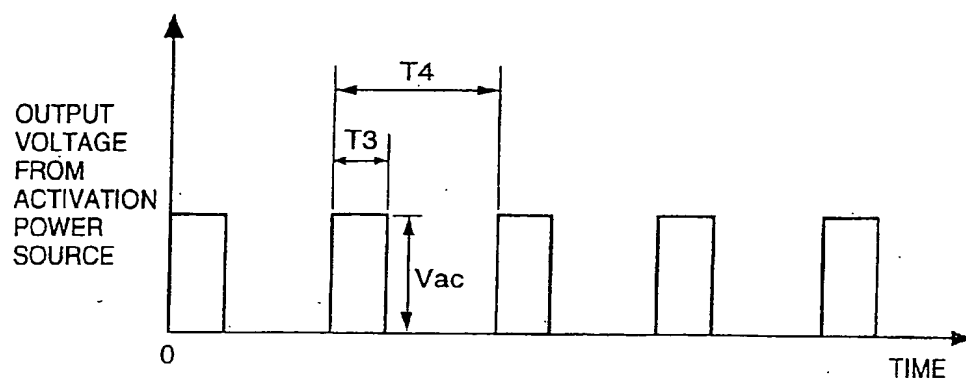 T4
OUTPUT
VOLTAGE
FROM
ACTIVATION
POWER
SOURCE
T3
Vac
0
TIME